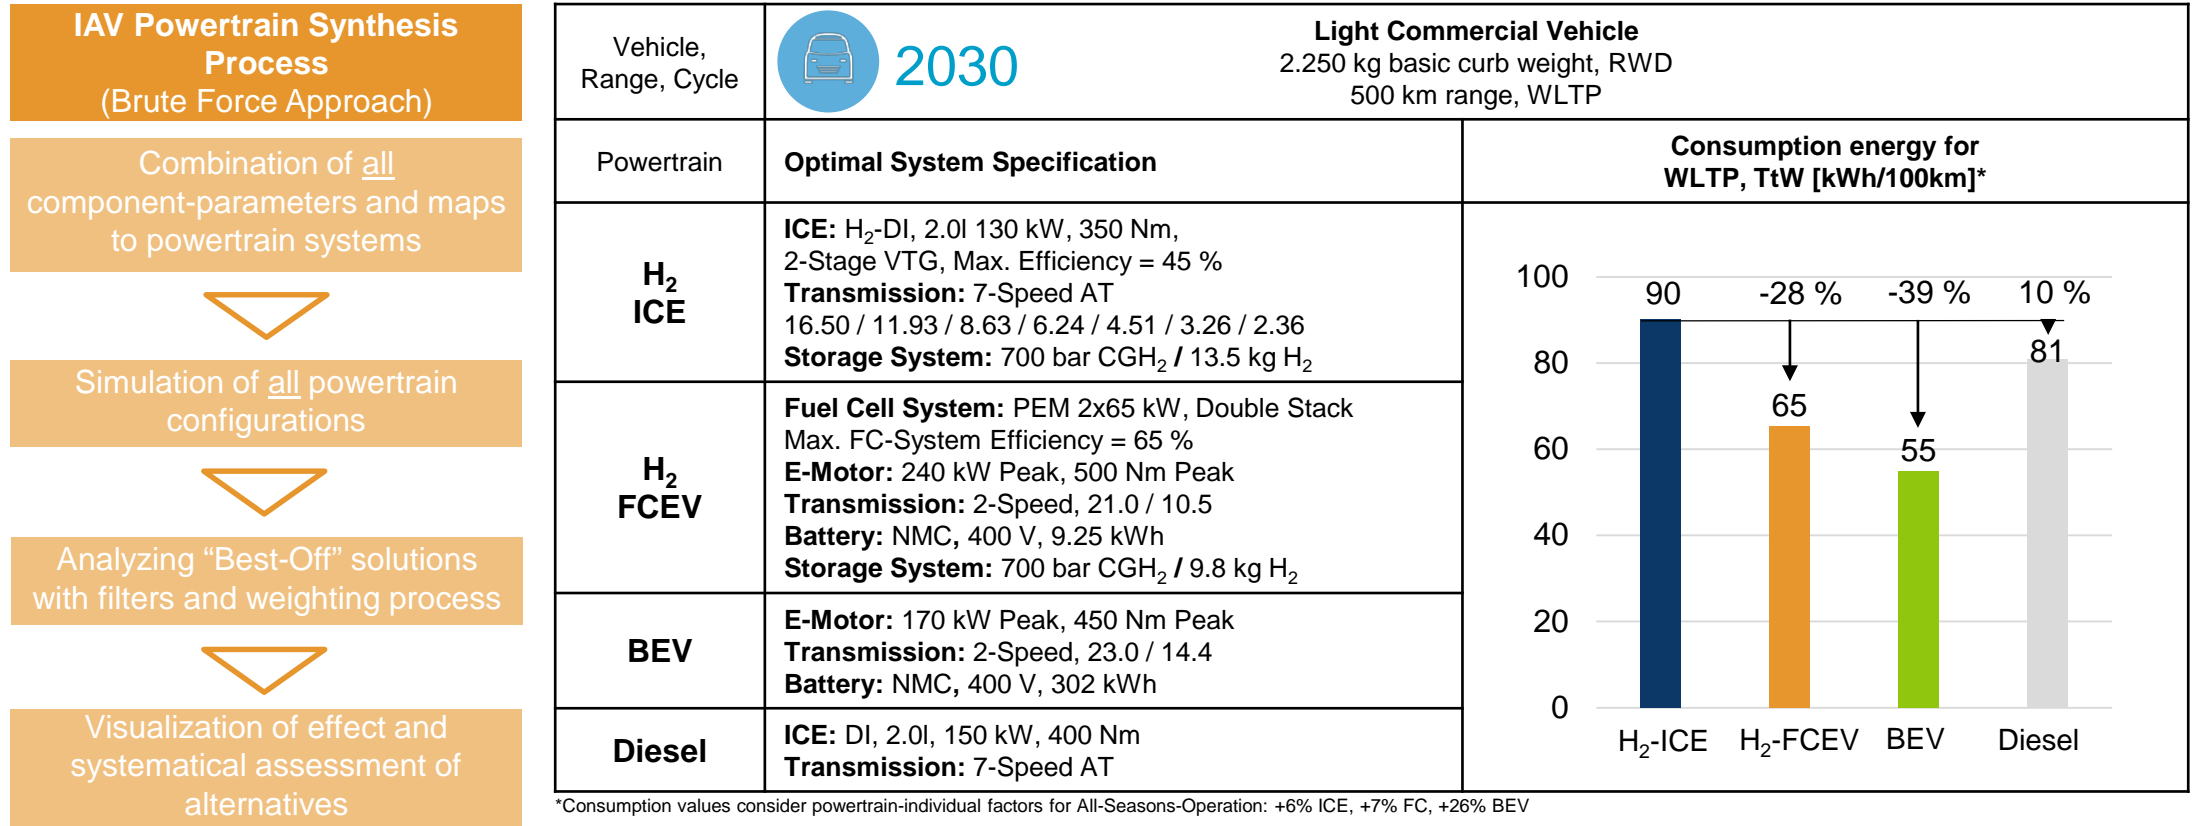 IAV Powertrain Synthesis
Process
(Brute Force Approach)
Combination of all
component-parameters and maps
to powertrain systems
Simulation of all powertrain
configurations
Analyzing “Best-Off” solutions
with filters and weighting process
Visualization of effect and
systematical assessment of
alternatives
Vehicle,
Range, Cycle
2030
Light Commercial Vehicle
2.250 kg basic curb weight, RWD
500 km range, WLTP
Powertrain
Optimal System Specification
Consumption energy for
WLTP, TtW [kWh/100km]*
H₂
ICE
ICE: H₂-DI, 2.0l 130 kW, 350 Nm,
2-Stage VTG, Max. Efficiency = 45 %
Transmission: 7-Speed AT
16.50 / 11.93 / 8.63 / 6.24 / 4.51 / 3.26 / 2.36
Storage System: 700 bar CGH₂ / 13.5 kg H₂
H₂
FCEV
Fuel Cell System: PEM 2x65 kW, Double Stack
Max. FC-System Efficiency = 65 %
E-Motor: 240 kW Peak, 500 Nm Peak
Transmission: 2-Speed, 21.0 / 10.5
Battery: NMC, 400 V, 9.25 kWh
Storage System: 700 bar CGH₂ / 9.8 kg H₂
BEV
E-Motor: 170 kW Peak, 450 Nm Peak
Transmission: 2-Speed, 23.0 / 14.4
Battery: NMC, 400 V, 302 kWh
Diesel
ICE: DI, 2.0l, 150 kW, 400 Nm
Transmission: 7-Speed AT
100
80
60
40
20
0
90
-28 %
-39 %
10 %
65
55
81
H₂-ICE
H₂-FCEV
BEV
Diesel
*Consumption values consider powertrain-individual factors for All-Seasons-Operation: +6% ICE, +7% FC, +26% BEV